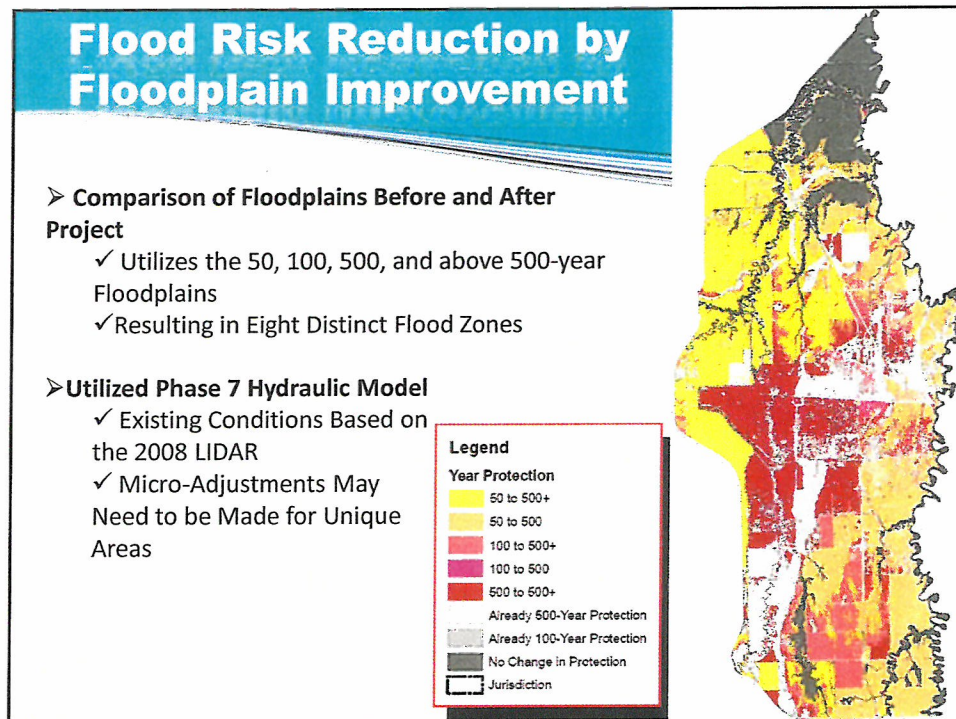 Flood Risk Reduction by
Floodplain Improvement
➢ Comparison of Floodplains Before and After
Project
✓ Utilizes the 50, 100, 500, and above 500-year
Floodplains
✓Resulting in Eight Distinct Flood Zones
➢Utilized Phase 7 Hydraulic Model
✓ Existing Conditions Based on
the 2008 LIDAR
✓ Micro-Adjustments May
Need to be Made for Unique
Areas
Legend
Year Protection
50 to 500+
50 to 500
100 to 500+
100 to 500
500 to 500+
Already 500-Year Protection
Already 100-Year Protection
No Change in Protection
Jurisdiction